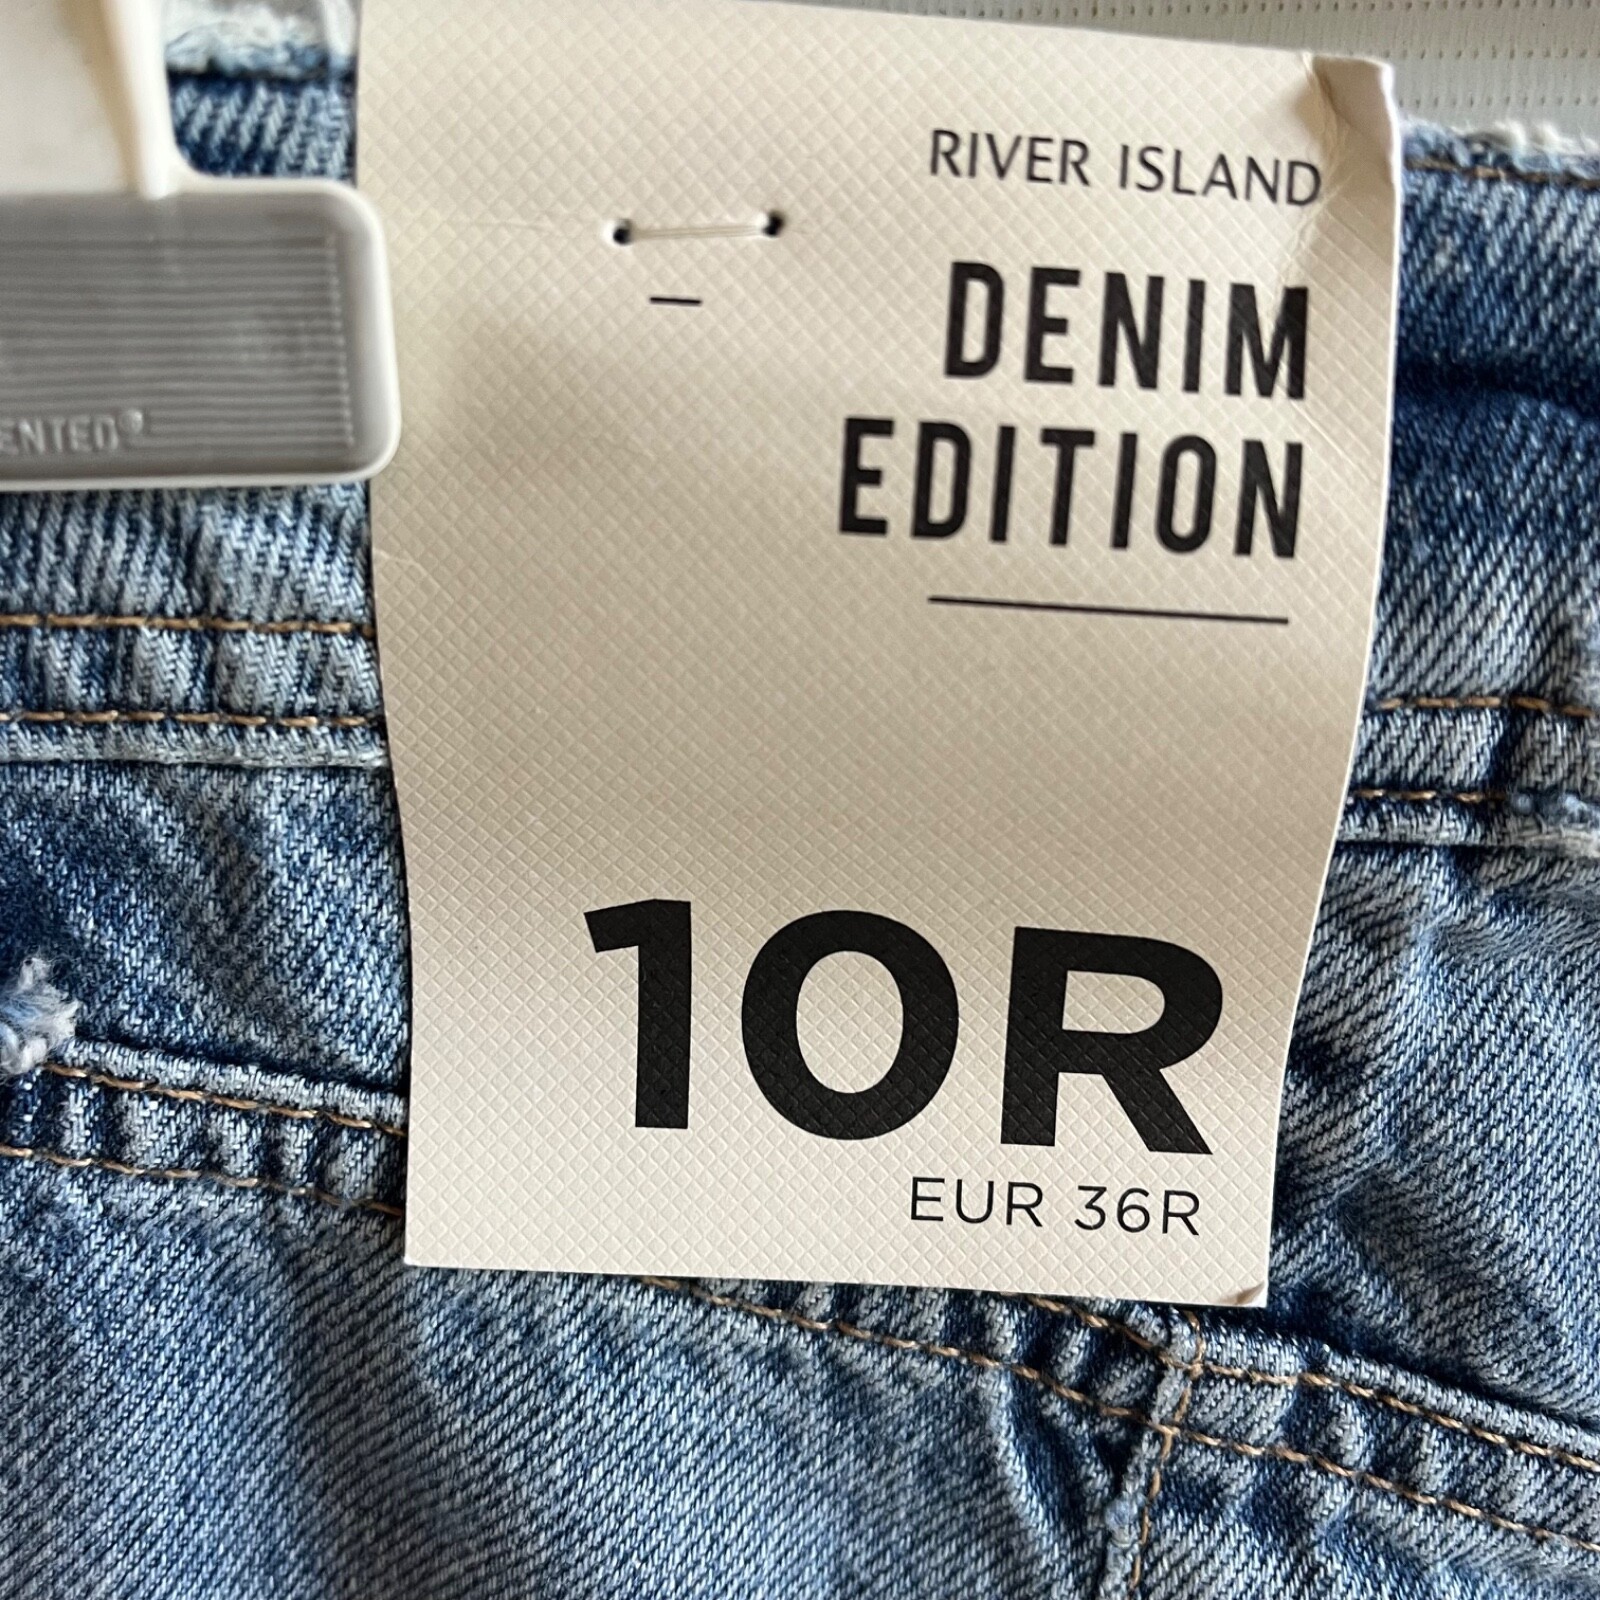 RIVER ISLAND
DENIM
EDITION
10R
EUR 36R